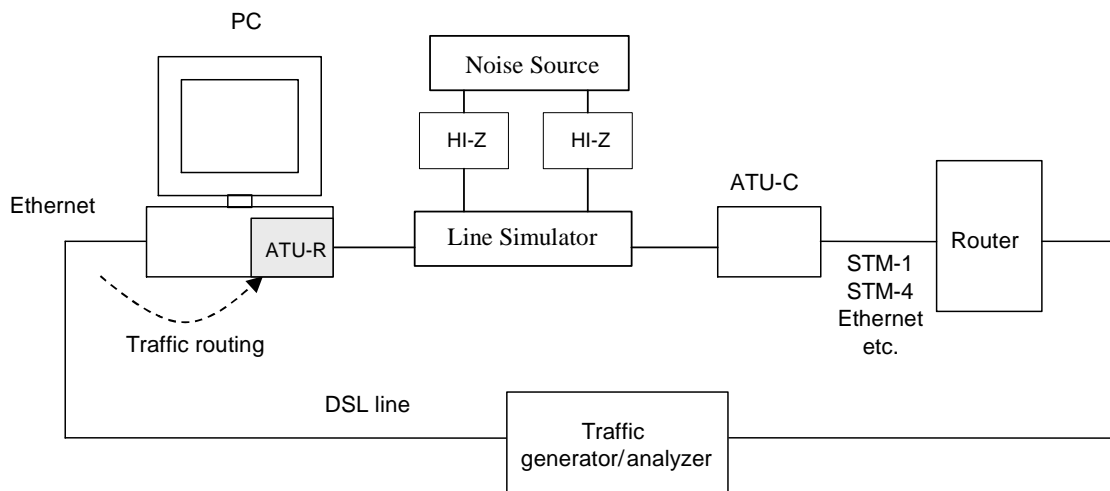 PC
Noise Source
HI-Z
HI-Z
Ethernet
ATU-C
ATU-R
Line Simulator
Router
STM-1
STM-4
Ethernet
etc.
Traffic routing
DSL line
Traffic
generator/analyzer